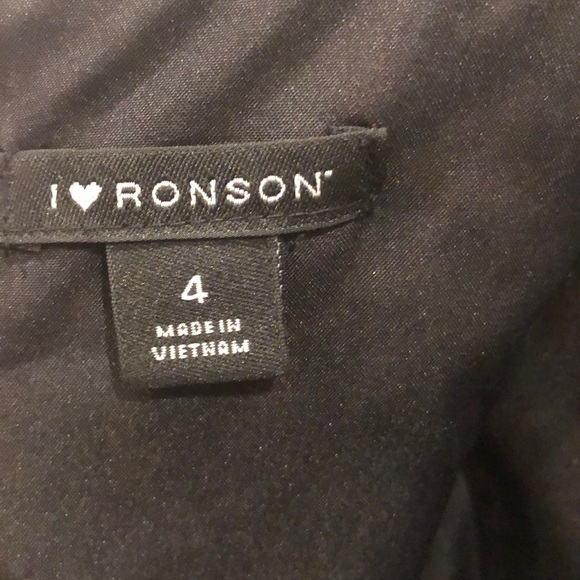 I ♥ RONSON™
4
MADE IN
VIETNAM